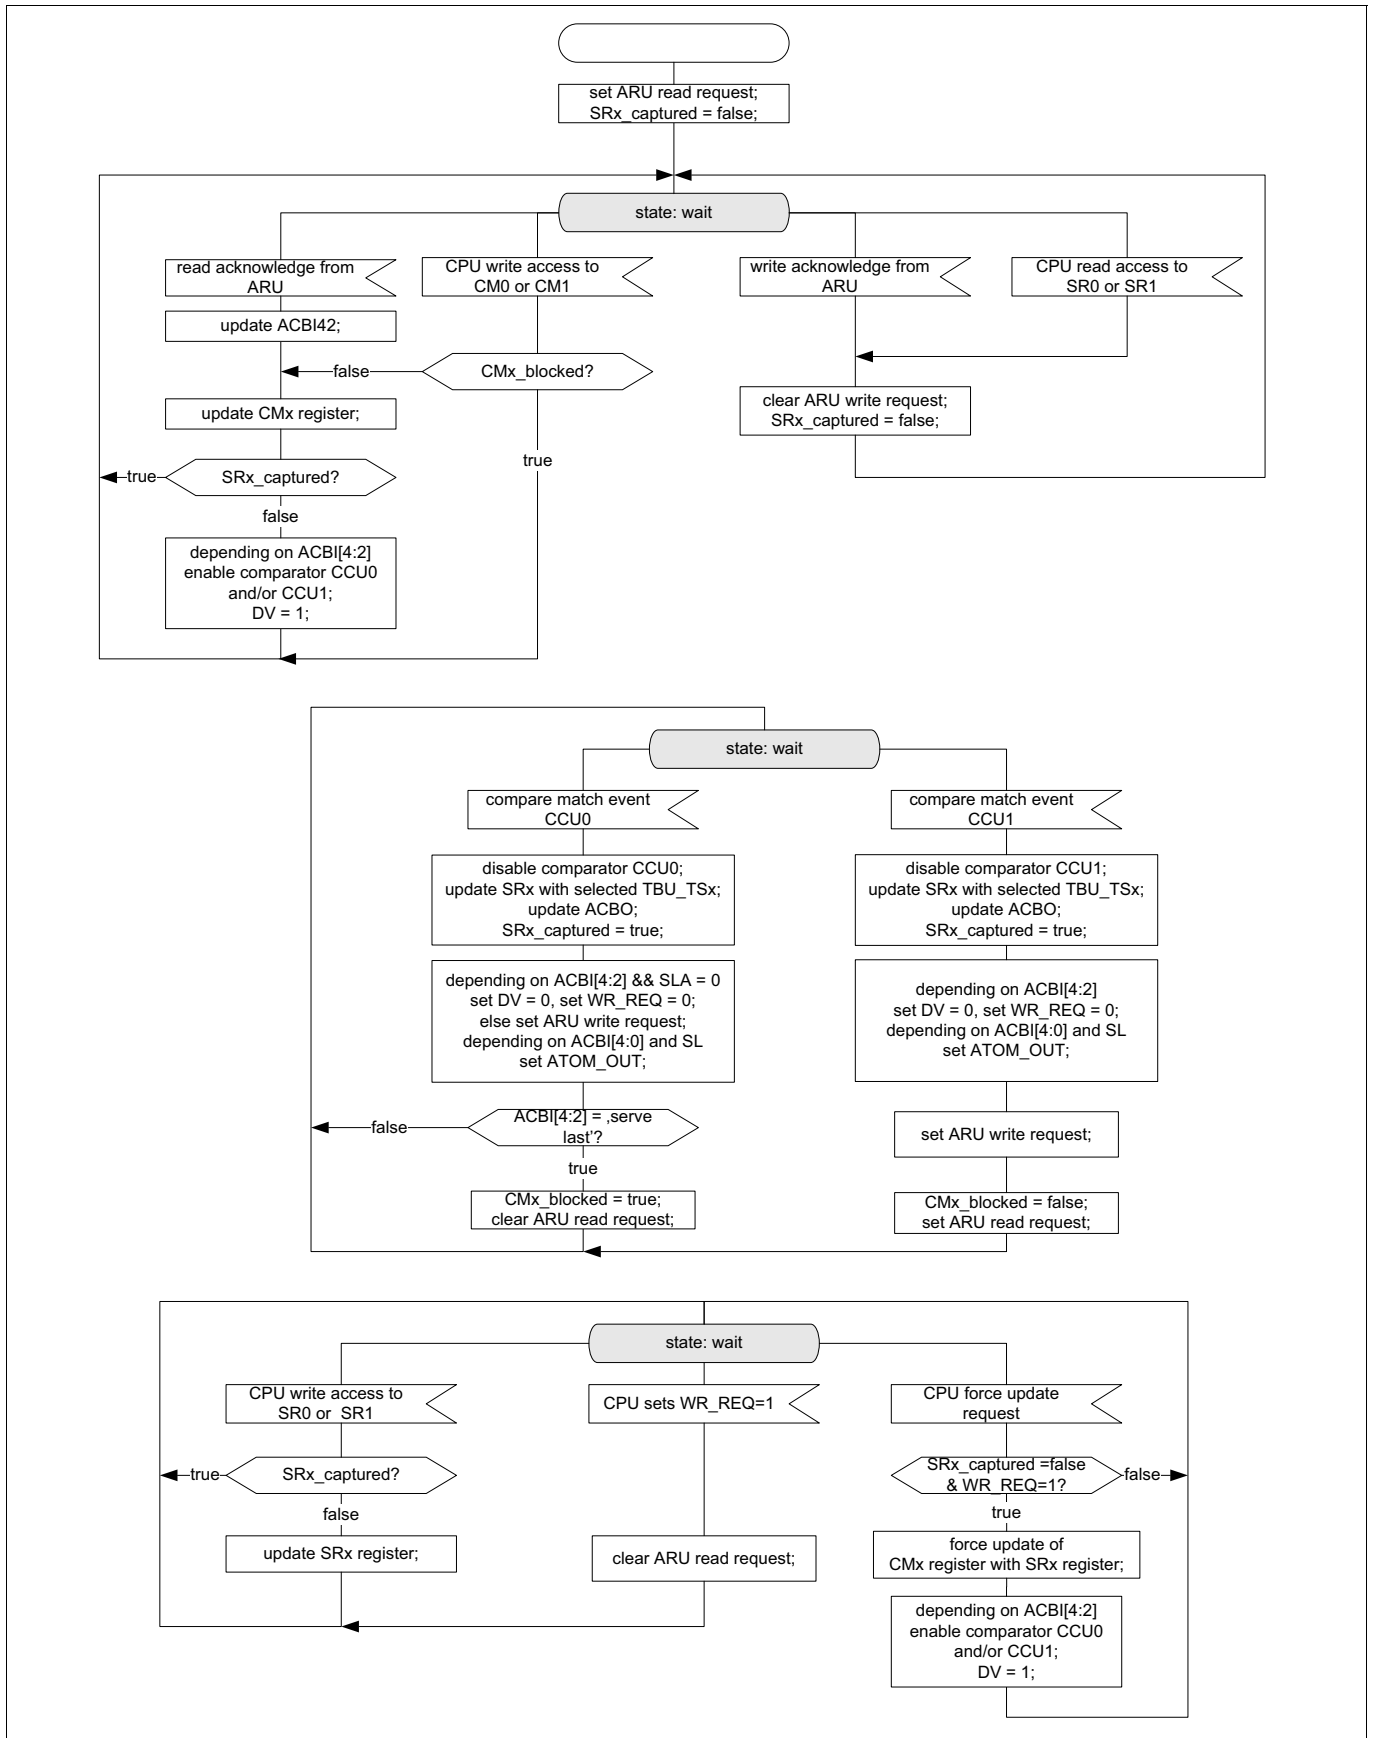 set ARU read request;
SRx_captured = false;
state: wait
read acknowledge from
ARU
CPU write access to
CM0 or CM1
write acknowledge from
ARU
CPU read access to
SR0 or SR1
update ACBI42;
CMx_blocked?
false
update CMx register;
clear ARU write request;
SRx_captured = false;
true
SRx_captured?
true
false
depending on ACBI[4:2]
enable comparator CCU0
and/or CCU1;
DV = 1;
state: wait
compare match event
CCU0
compare match event
CCU1
disable comparator CCU0;
update SRx with selected TBU_TSx;
update ACBO;
SRx_captured = true;
disable comparator CCU1;
update SRx with selected TBU_TSx;
update ACBO;
SRx_captured = true;
depending on ACBI[4:2] && SLA = 0
set DV = 0, set WR_REQ = 0;
else set ARU write request;
depending on ACBI[4:0] and SL
set ATOM_OUT;
depending on ACBI[4:2]
set DV = 0, set WR_REQ = 0;
depending on ACBI[4:0] and SL
set ATOM_OUT;
ACBI[4:2] = ‚serve
last’?
false
true
set ARU write request;
CMx_blocked = true;
clear ARU read request;
CMx_blocked = false;
set ARU read request;
state: wait
CPU write access to
SR0 or  SR1
CPU sets WR_REQ=1
CPU force update
request
SRx_captured?
true
false
SRx_captured =false
& WR_REQ=1?
false
true
update SRx register;
clear ARU read request;
force update of
CMx register with SRx register;
depending on ACBI[4:2]
enable comparator CCU0
and/or CCU1;
DV = 1;